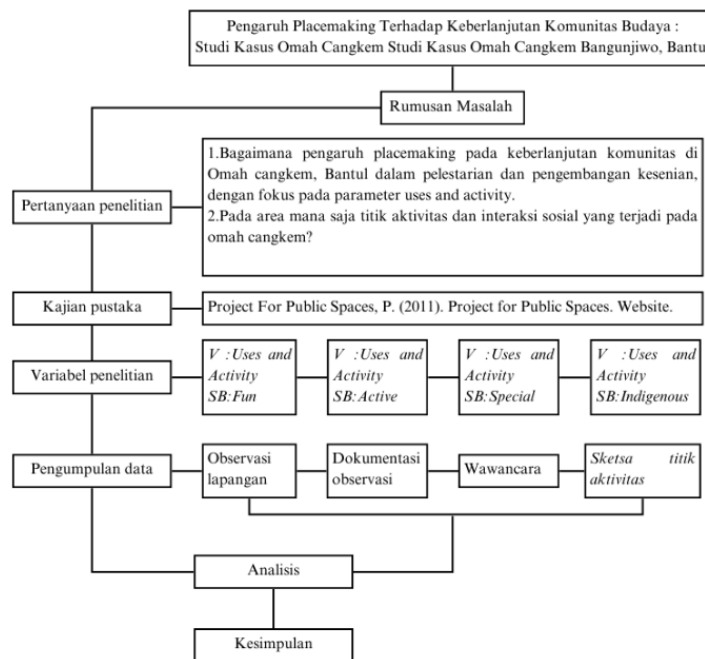 Pengaruh Placemaking Terhadap Keberlanjutan Komunitas Budaya :
Studi Kasus Omah Cangkem Studi Kasus Omah Cangkem Bangunjiwo, Bantu
Rumusan Masalah
Pertanyaan penelitian
1.Bagaimana pengaruh placemaking pada keberlanjutan komunitas di
Omah cangkem, Bantul dalam pelestarian dan pengembangan kesenian,
dengan fokus pada parameter uses and activity.
2.Pada area mana saja titik aktivitas dan interaksi sosial yang terjadi pada
omah cangkem?
Kajian pustaka
Project For Public Spaces, P. (2011). Project for Public Spaces. Website.
Variabel penelitian
V :Uses and
Activity
SB:Fun
V :Uses and
Activity
SB:Active
V :Uses and
Activity
SB:Special
V :Uses and
Activity
SB:Indigenous
Pengumpulan data
Observasi
lapangan
Dokumentasi
observasi
Wawancara
Sketsa titik
aktivitas
Analisis
Kesimpulan